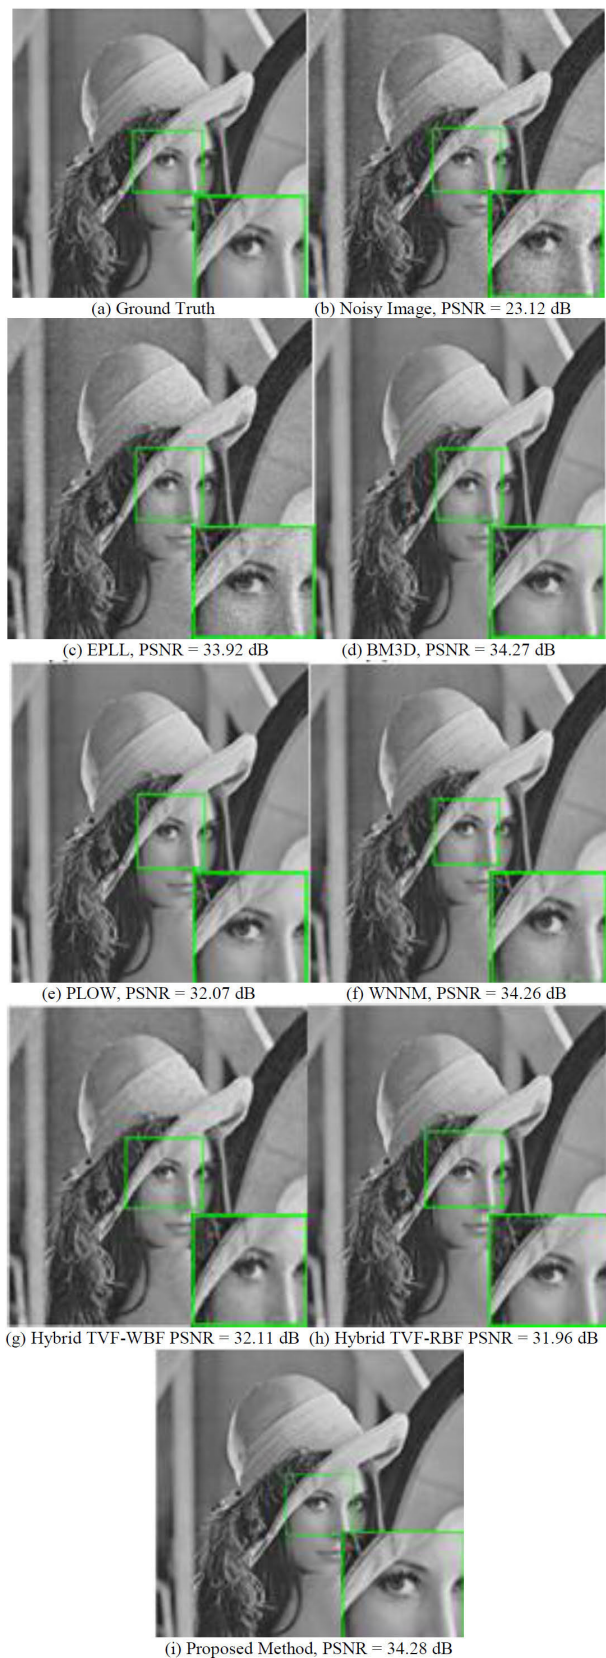 (a) Ground Truth
(b) Noisy Image, PSNR = 23.12 dB
(c) EPLL, PSNR = 33.92 dB
(d) BM3D, PSNR = 34.27 dB
(e) PLOW, PSNR = 32.07 dB
(f) WNNM, PSNR = 34.26 dB
(g) Hybrid TVF-WBF PSNR = 32.11 dB
(h) Hybrid TVF-RBF PSNR = 31.96 dB
(i) Proposed Method, PSNR = 34.28 dB